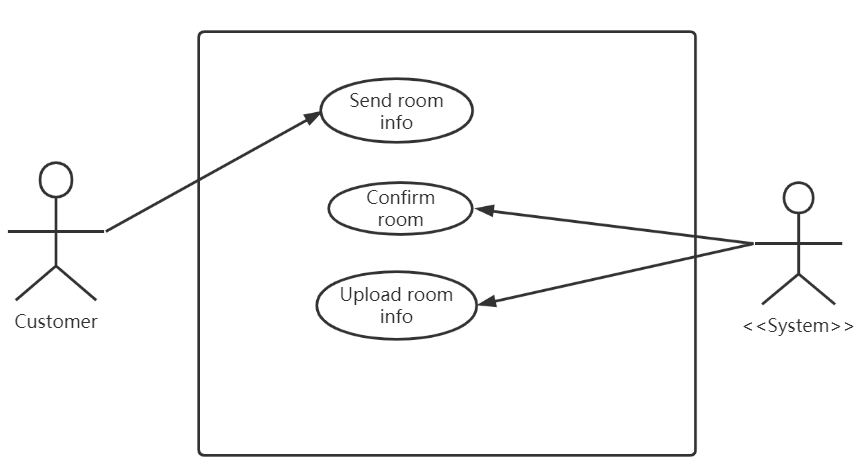 Send room
info
Confirm
room
Upload room
info
Customer
<<System>>